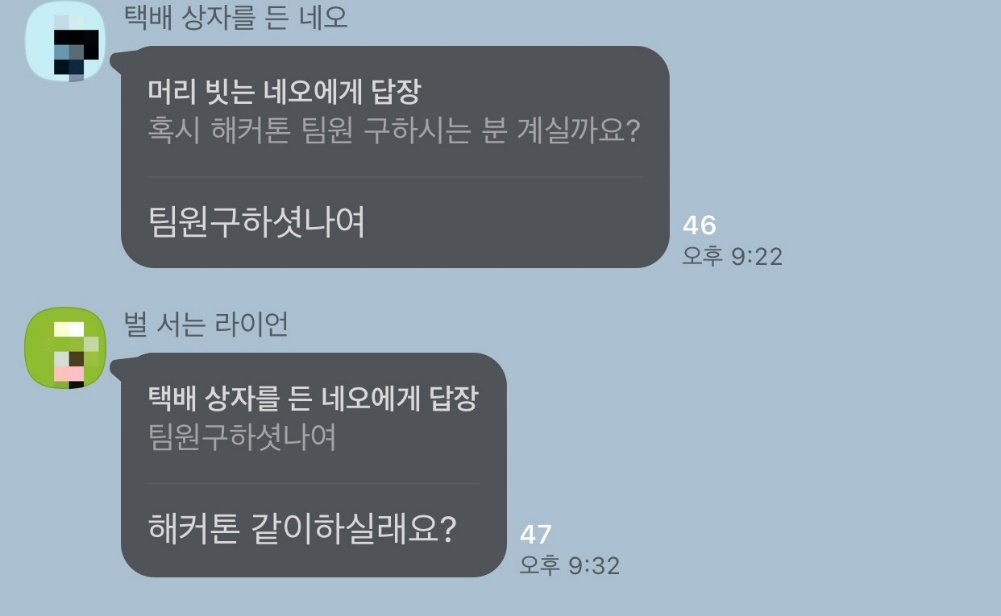 택배 상자를 든 네오
머리 빗는 네오에게 답장
혹시 해커톤 팀원 구하시는 분 계실까요?
팀원구하셧나여
46
오후 9:22
벌 서는 라이언
택배 상자를 든 네오에게 답장
팀원구하셧나여
해커톤 같이하실래요?
47
오후 9:32